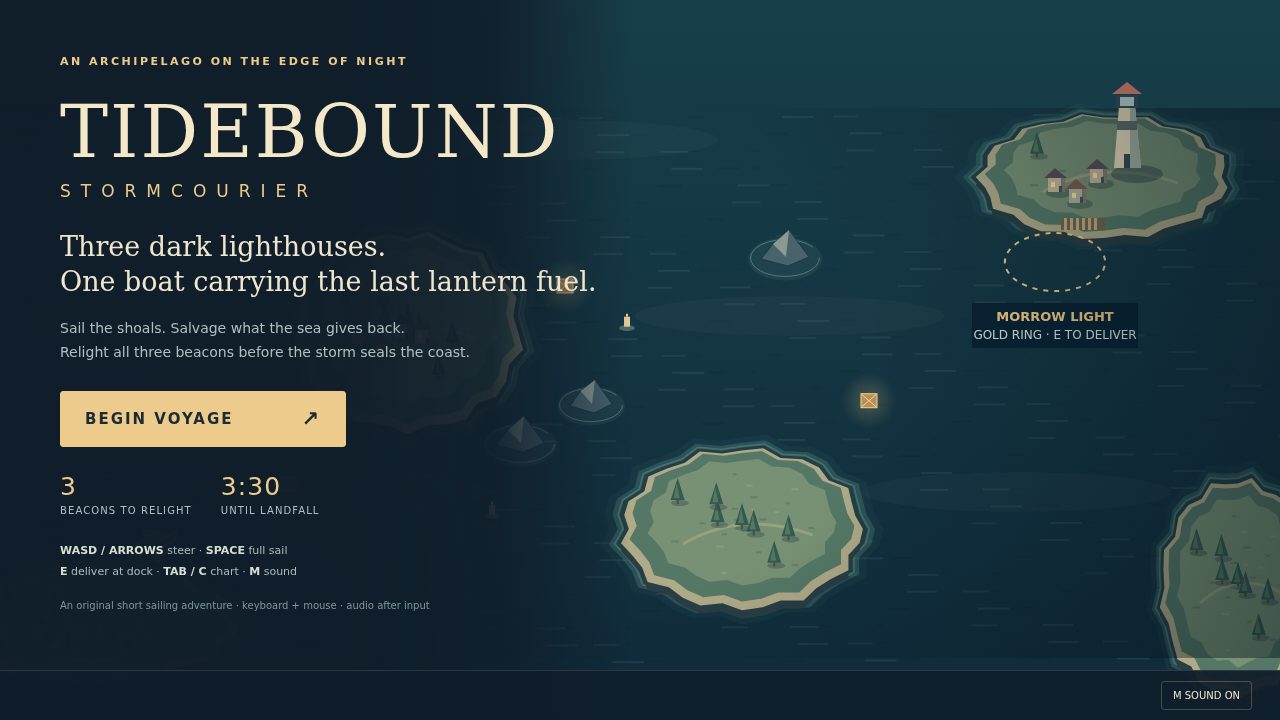 AN ARCHIPELAGO ON THE EDGE OF NIGHT
TIDEBOUND
STORMCOURIER
Three dark lighthouses.
One boat carrying the last lantern fuel.
Sail the shoals. Salvage what the sea gives back.
Relight all three beacons before the storm seals the coast.
BEGIN VOYAGE ↗
3
BEACONS TO RELIGHT
3:30
UNTIL LANDFALL
WASD / ARROWS steer · SPACE full sail
E deliver at dock · TAB / C chart · M sound
An original short sailing adventure · keyboard + mouse · audio after input
MORROW LIGHT
GOLD RING · E TO DELIVER
M SOUND ON